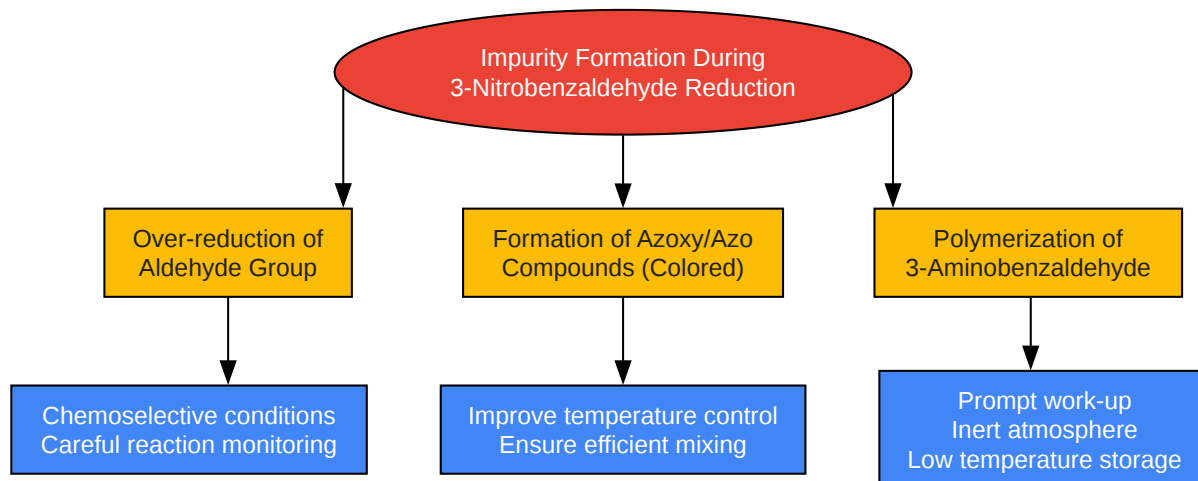 Impurity Formation During
3-Nitrobenzaldehyde Reduction
Over-reduction of
Aldehyde Group
Formation of Azoxy/Azo
Compounds (Colored)
Polymerization of
3-Aminobenzaldehyde
Chemoselective conditions
Careful reaction monitoring
Improve temperature control
Ensure efficient mixing
Prompt work-up
Inert atmosphere
Low temperature storage